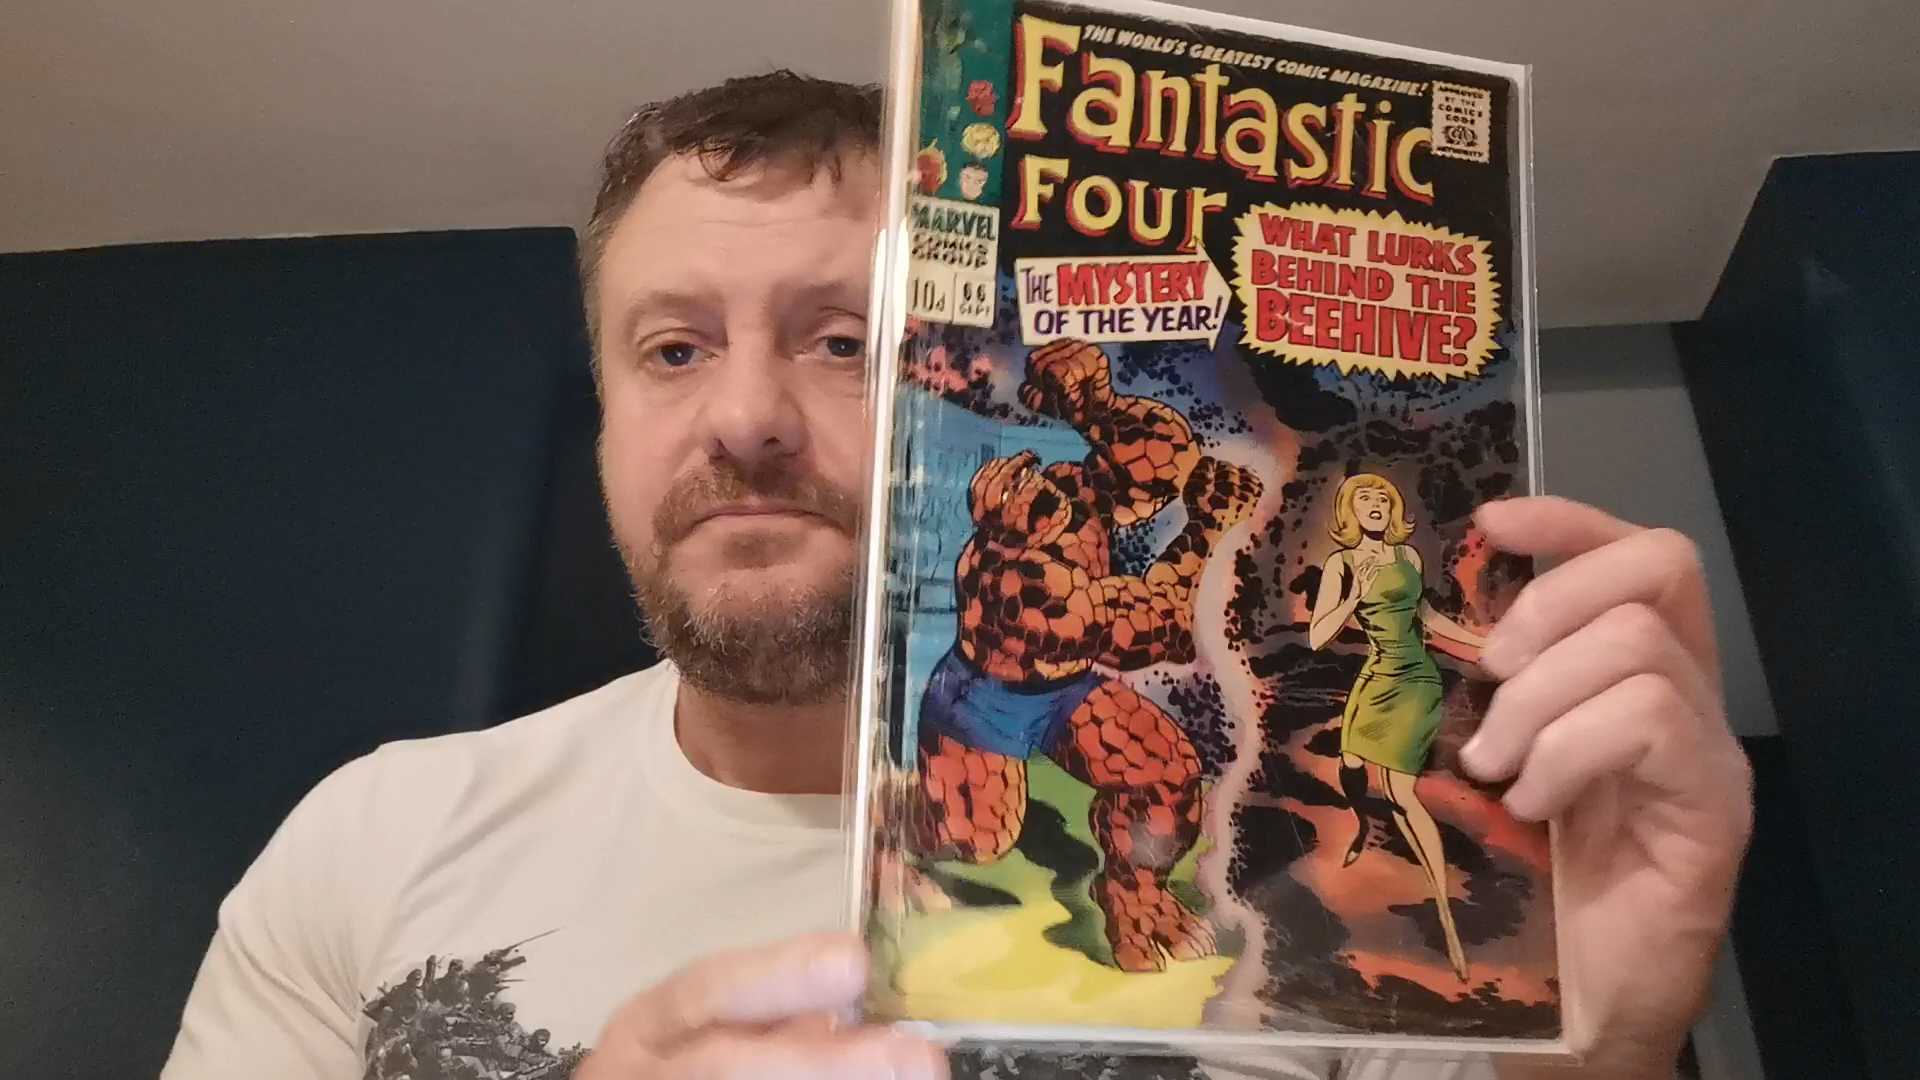 THE WORLD'S GREATEST COMIC MAGAZINE!
Fantastic
Four
APPROVED
BY THE
COMICS
CODE
AUTHORITY
MARVEL
COMICS
GROUP
10d
66
SEPT
THE MYSTERY
OF THE YEAR!
WHAT LURKS
BEHIND THE
BEEHIVE?